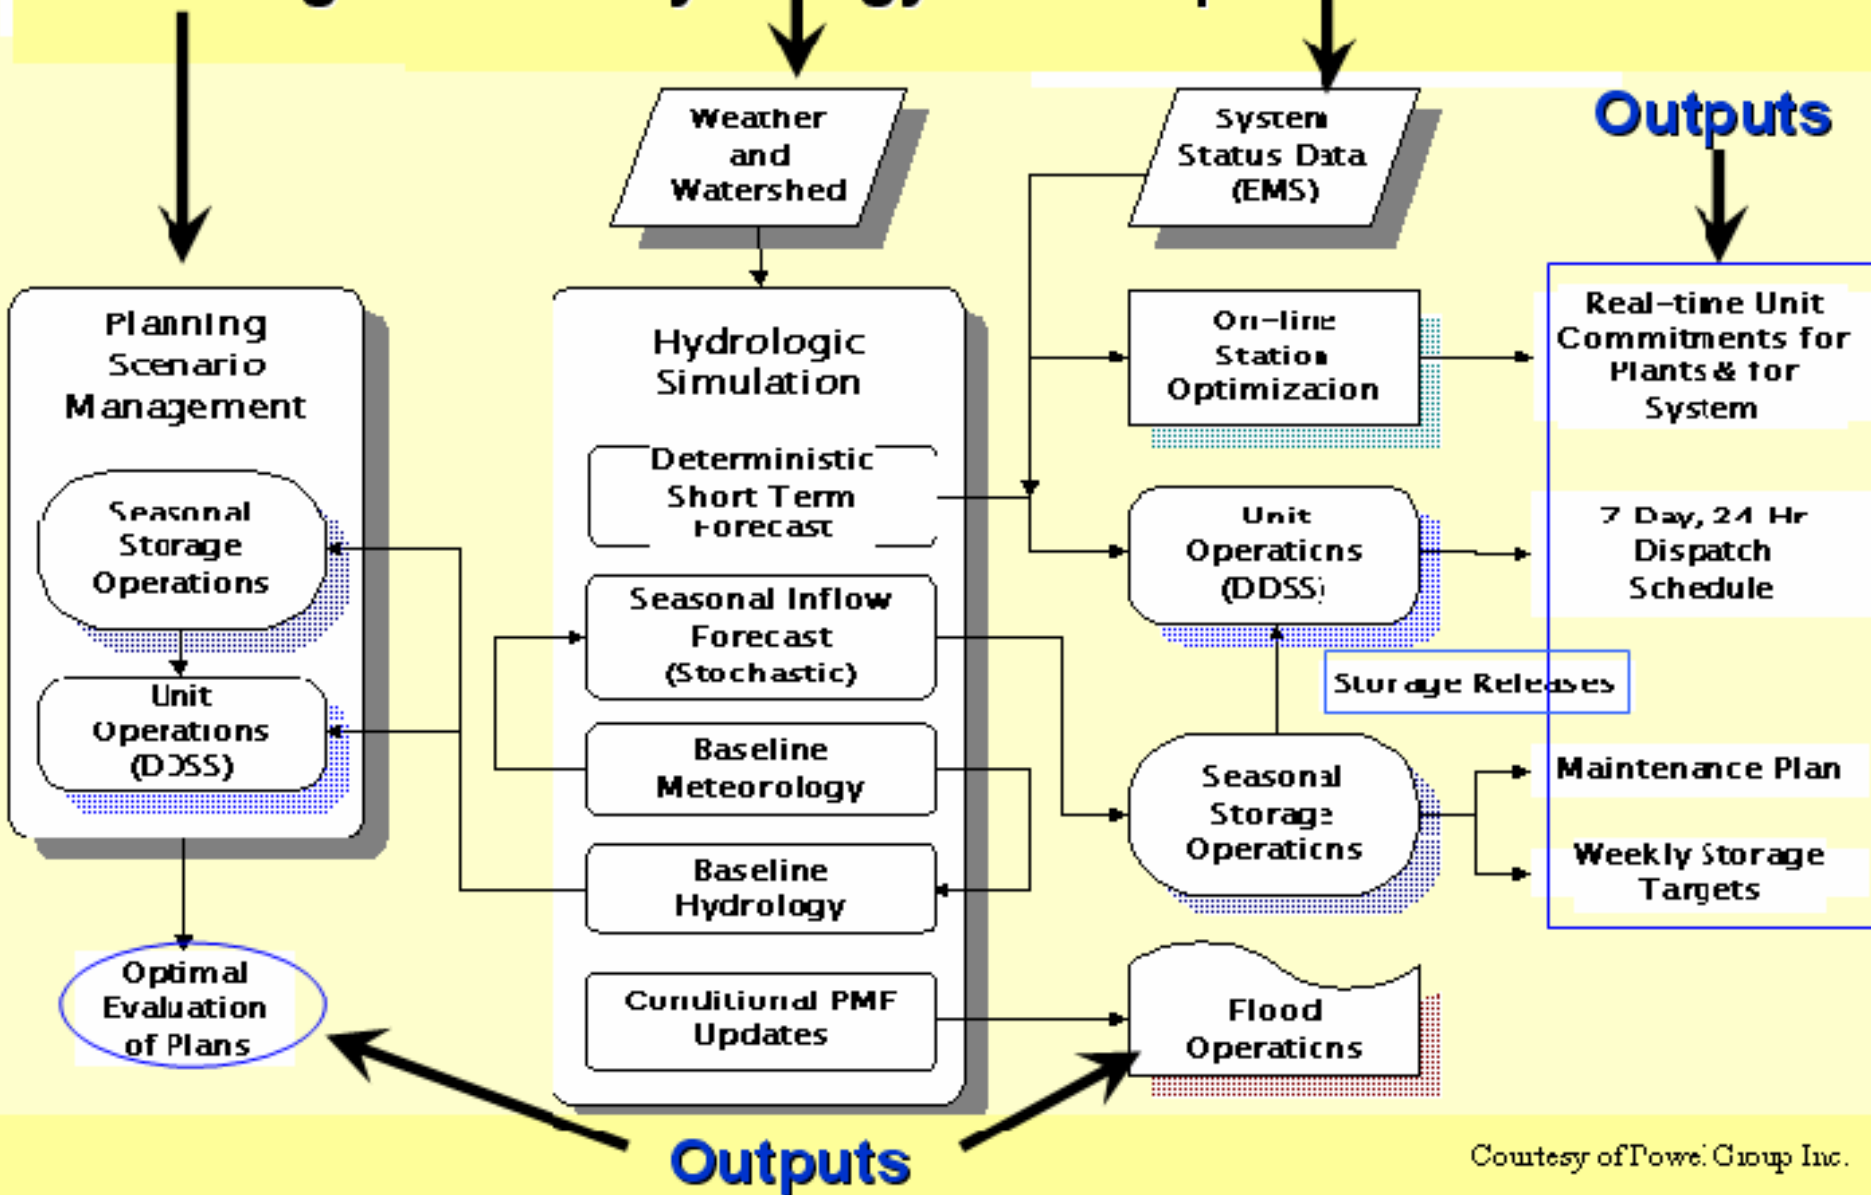 Weather
and
Watershed
System
Status Data
(EMS)
Outputs
Planning
Scenario
Management
Seasonal
Storage
Operations
Unit
Operations
(DDSS)
Optimal
Evaluation
of Plans
Hydrologic
Simulation
Deterministic
Short Term
Forecast
Seasonal Inflow
Forecast
(Stochastic)
Baseline
Meteorology
Baseline
Hydrology
Conditional PMF
Updates
On-line
Station
Optimization
Unit
Operations
(DDSS)
Storage Releases
Seasonal
Storage
Operations
Flood
Operations
Real-time Unit
Commitments for
Plants & for
System
7 Day, 24 Hr
Dispatch
Schedule
Maintenance Plan
Weekly Storage
Targets
Outputs
Courtesy of Powel Group Inc.